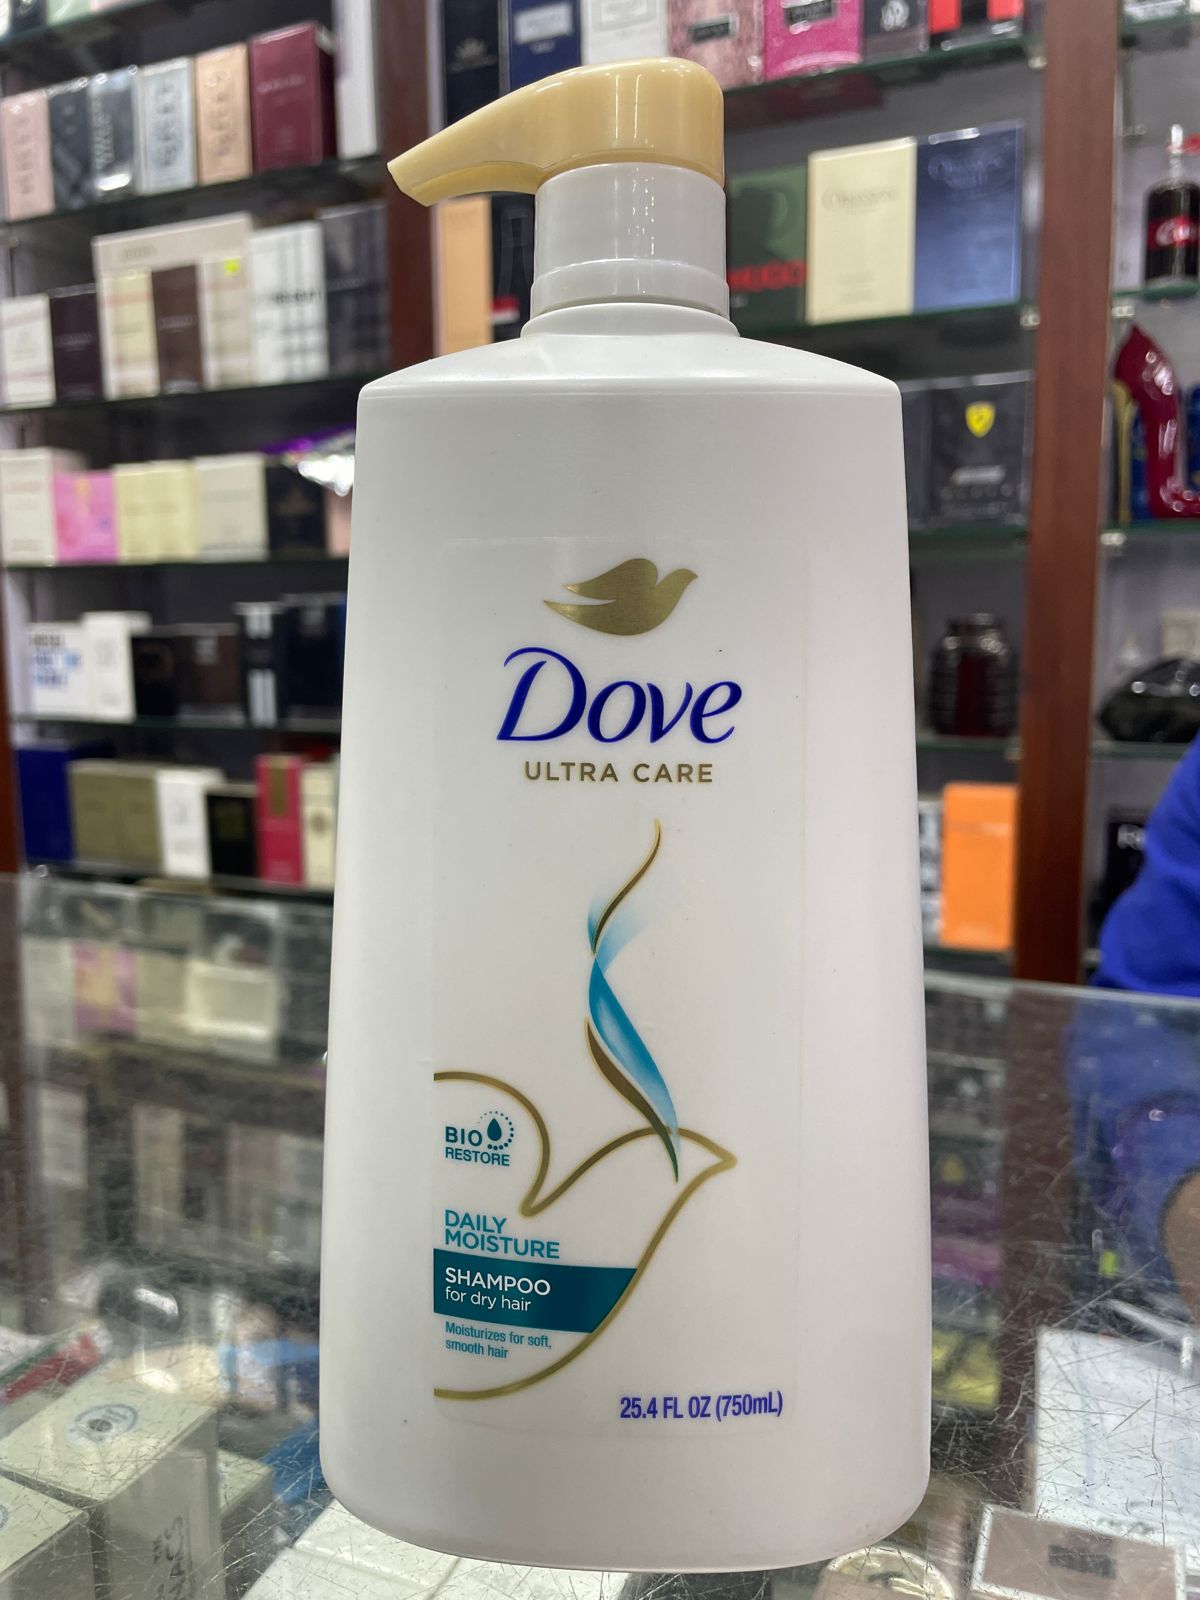 Dove
ULTRA CARE
BIO
RESTORE
DAILY
MOISTURE
SHAMPOO
for dry hair
Moisturizes for soft,
smooth hair
25.4 FL OZ (750mL)
HUGO